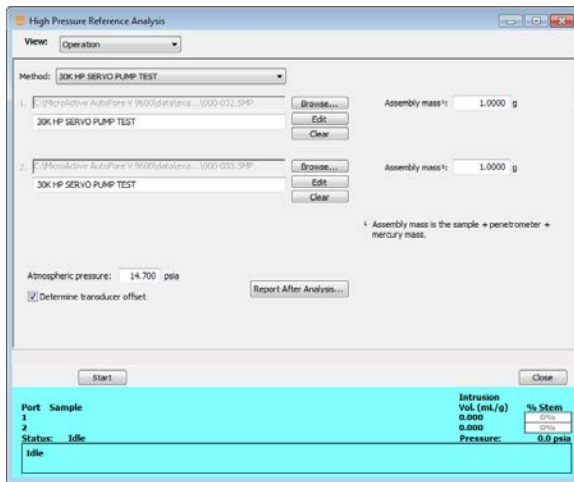 High Pressure Reference Analysis
View: Operation
Method: 30K HP SERVO PUMP TEST
1. C:\MicroActive AutoPore V 9600\data\exa...\000-032.SMP Browse... Assembly mass¹: 1.0000 g
30K HP SERVO PUMP TEST Edit
Clear
2. C:\MicroActive AutoPore V 9600\data\exa...\000-033.SMP Browse... Assembly mass¹: 1.0000 g
30K HP SERVO PUMP TEST Edit
Clear
¹. Assembly mass is the sample + penetrometer +
mercury mass.
Atmospheric pressure: 14.700 psia
Determine transducer offset Report After Analysis...
Start Close
Intrusion
Port Sample Vol. (mL/g) % Stem
1 0.000 0%
2 0.000 0%
Status: Idle Pressure: 0.0 psia
Idle